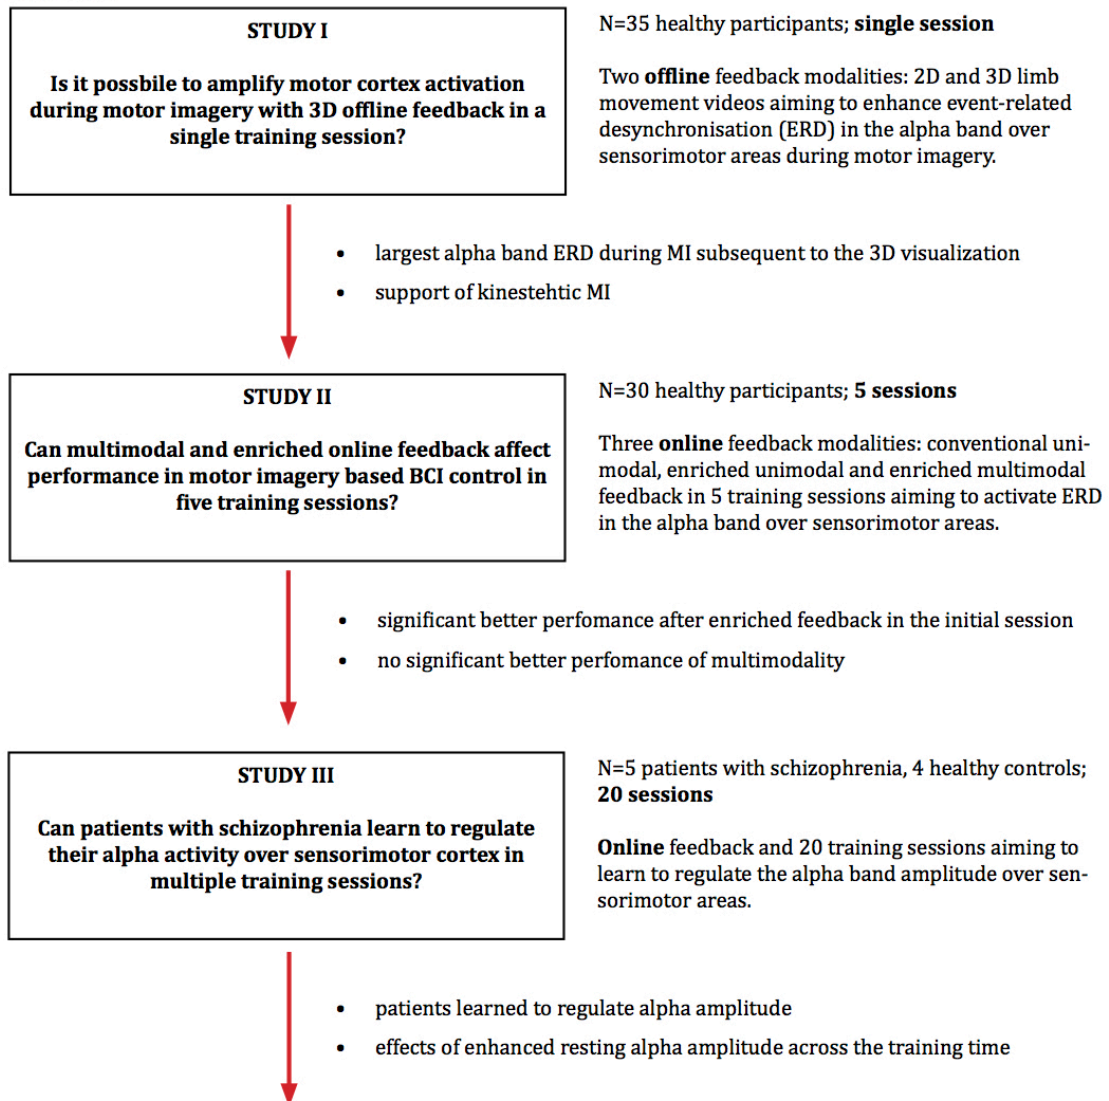 STUDY I
Is it possbile to amplify motor cortex activation
during motor imagery with 3D offline feedback in a
single training session?
N=35 healthy participants; single session
Two offline feedback modalities: 2D and 3D limb
movement videos aiming to enhance event-related
desynchronisation (ERD) in the alpha band over
sensorimotor areas during motor imagery.
• largest alpha band ERD during MI subsequent to the 3D visualization
• support of kinestehtic MI
STUDY II
Can multimodal and enriched online feedback affect
performance in motor imagery based BCI control in
five training sessions?
N=30 healthy participants; 5 sessions
Three online feedback modalities: conventional uni-
modal, enriched unimodal and enriched multimodal
feedback in 5 training sessions aiming to activate ERD
in the alpha band over sensorimotor areas.
• significant better perfomance after enriched feedback in the initial session
• no significant better perfomance of multimodality
STUDY III
Can patients with schizophrenia learn to regulate
their alpha activity over sensorimotor cortex in
multiple training sessions?
N=5 patients with schizophrenia, 4 healthy controls;
20 sessions
Online feedback and 20 training sessions aiming to
learn to regulate the alpha band amplitude over sen-
sorimotor areas.
• patients learned to regulate alpha amplitude
• effects of enhanced resting alpha amplitude across the training time